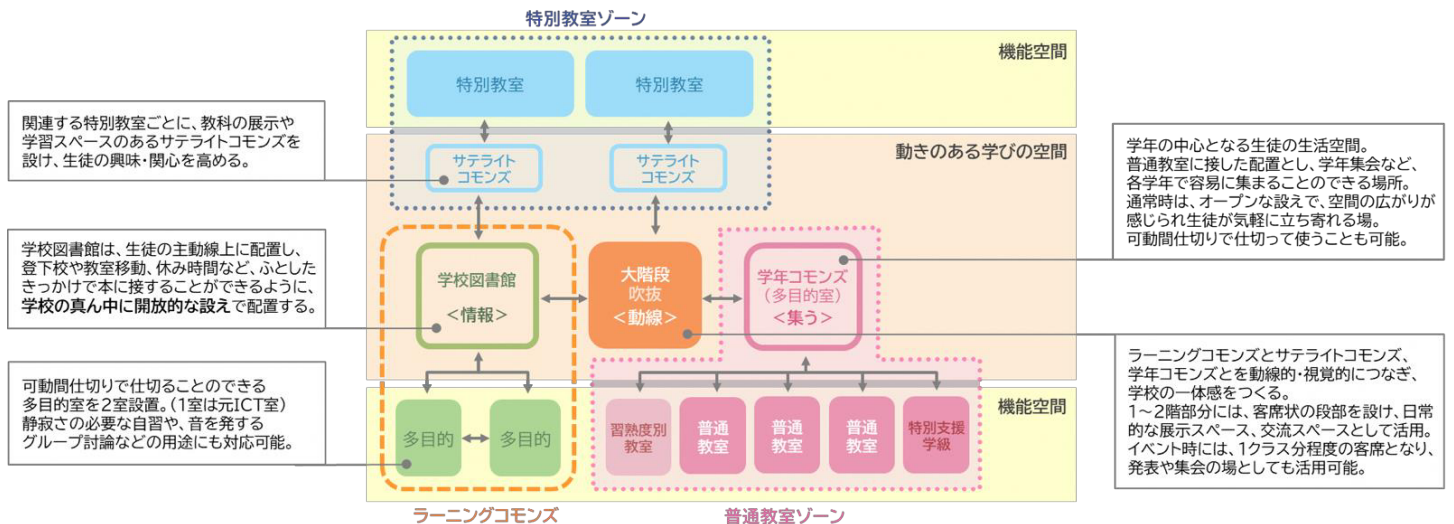 特別教室ゾーン
機能空間
特別教室
特別教室
関連する特別教室ごとに、教科の展示や
学習スペースのあるサテライトコモンズを
設け、生徒の興味・関心を高める。
動きのある学びの空間
サテライト
コモンズ
サテライト
コモンズ
学年の中心となる生徒の生活空間。
普通教室に接した配置とし、学年集会など、
各学年で容易に集まることのできる場所。
通常時は、オープンな設えで、空間の広がりが
感じられ生徒が気軽に立ち寄れる場。
可動間仕切りで仕切って使うことも可能。
学校図書館は、生徒の主動線上に配置し、
登下校や教室移動、休み時間など、ふとした
きっかけで本に接することができるように、
学校の真ん中に開放的な設えで配置する。
学校図書館
<情報>
大階段
吹抜
<動線>
学年コモンズ
(多目的室)
<集う>
可動間仕切りで仕切ることのできる
多目的室を2室設置。(1室は元ICT室)
静寂さの必要な自習や、音を発する
グループ討論などの用途にも対応可能。
ラーニングコモンズとサテライトコモンズ、
学年コモンズとを動線的・視覚的につなぎ、
学校の一体感をつくる。
1~2階部分には、客席状の段部を設け、日常
的な展示スペース、交流スペースとして活用。
イベント時には、1クラス分程度の客席となり、
発表や集会の場としても活用可能。
機能空間
多目的
多目的
習熟度別
教室
普通
教室
普通
教室
普通
教室
特別支援
学級
ラーニングコモンズ
普通教室ゾーン